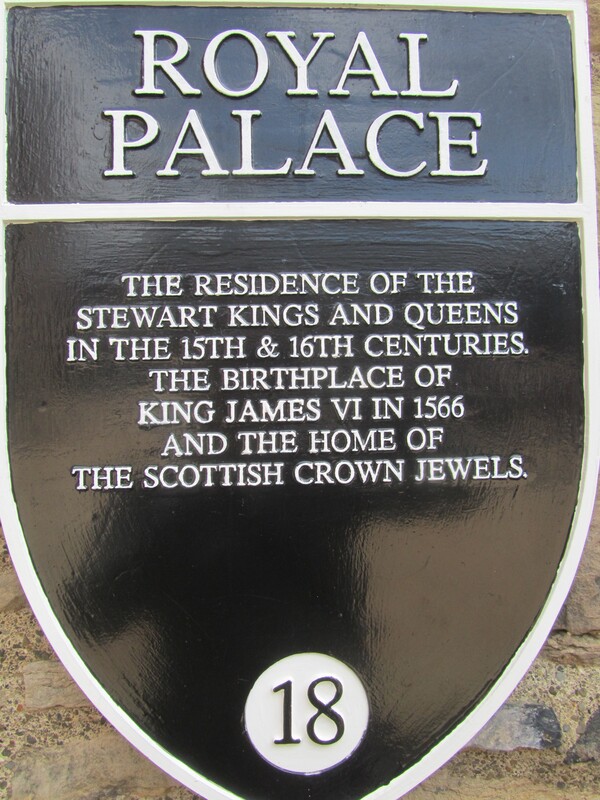 ROYAL
PALACE
THE RESIDENCE OF THE
STEWART KINGS AND QUEENS
IN THE 15TH & 16TH CENTURIES.
THE BIRTHPLACE OF
KING JAMES VI IN 1566
AND THE HOME OF
THE SCOTTISH CROWN JEWELS.
18